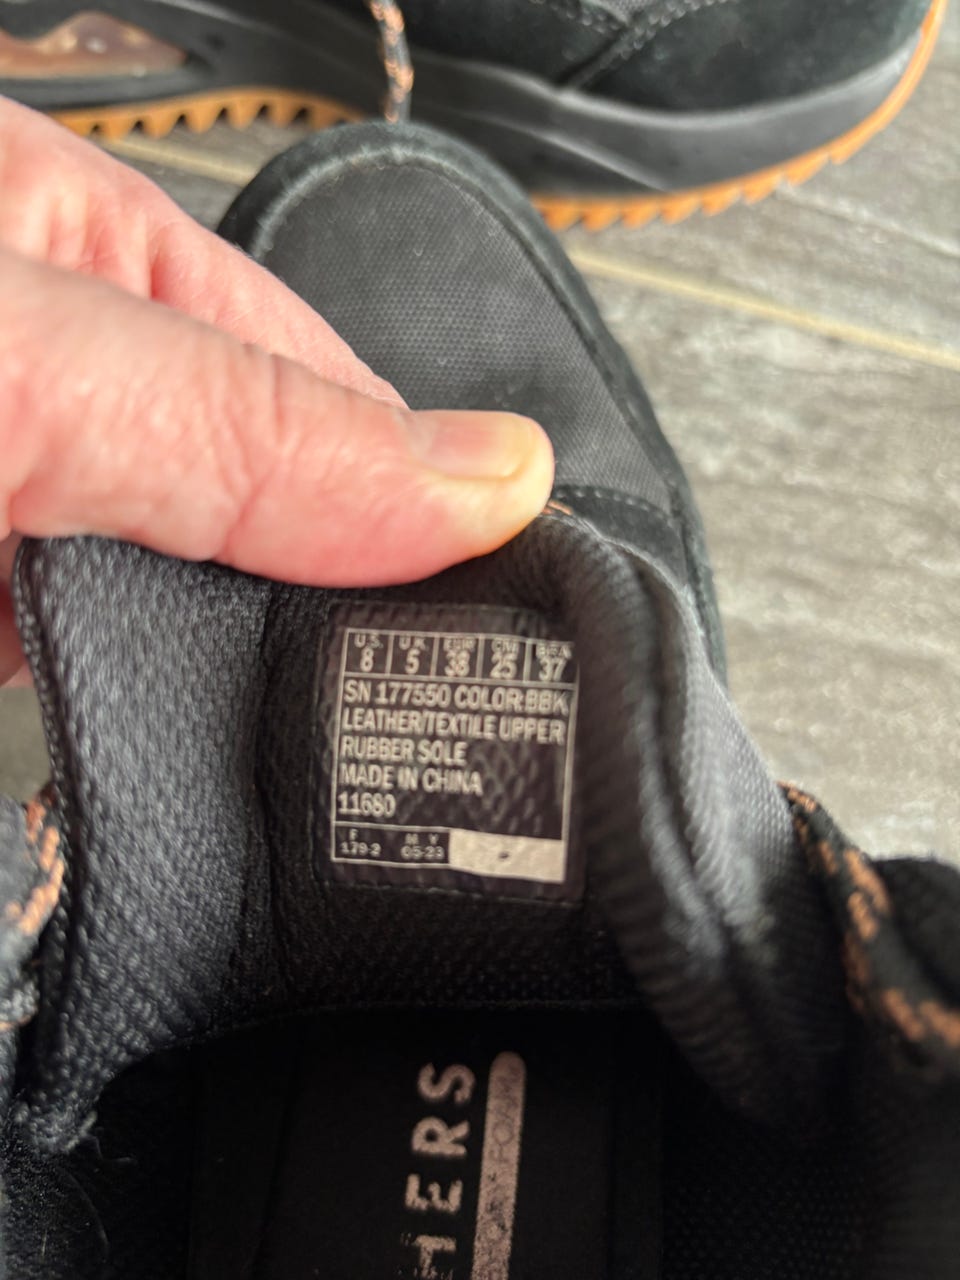 U.S. U.K. EUR CM BRA
8 5 38 25 37
SN 177550 COLOR:BBK
LEATHER/TEXTILE UPPER
RUBBER SOLE
MADE IN CHINA
11680
F M Y
179-2 05-23
HERS